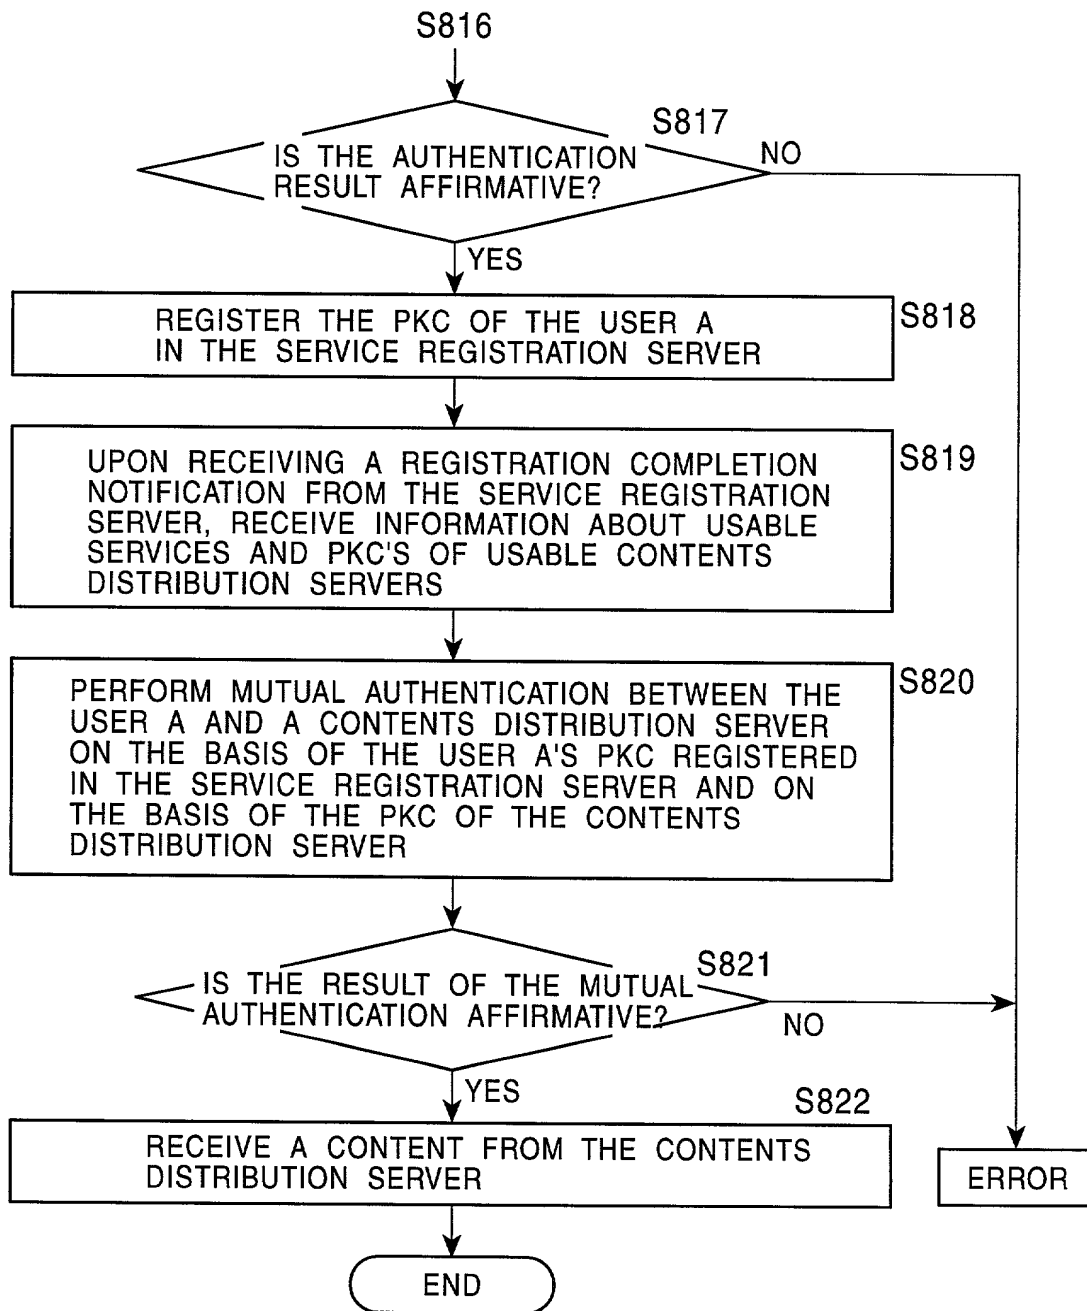 S816
S817
IS THE AUTHENTICATION
RESULT AFFIRMATIVE?
NO
YES
REGISTER THE PKC OF THE USER A
IN THE SERVICE REGISTRATION SERVER
S818
UPON RECEIVING A REGISTRATION COMPLETION
NOTIFICATION FROM THE SERVICE REGISTRATION
SERVER, RECEIVE INFORMATION ABOUT USABLE
SERVICES AND PKC'S OF USABLE CONTENTS
DISTRIBUTION SERVERS
S819
PERFORM MUTUAL AUTHENTICATION BETWEEN THE
USER A AND A CONTENTS DISTRIBUTION SERVER
ON THE BASIS OF THE USER A'S PKC REGISTERED
IN THE SERVICE REGISTRATION SERVER AND ON
THE BASIS OF THE PKC OF THE CONTENTS
DISTRIBUTION SERVER
S820
S821
IS THE RESULT OF THE MUTUAL
AUTHENTICATION AFFIRMATIVE?
NO
YES
S822
RECEIVE A CONTENT FROM THE CONTENTS
DISTRIBUTION SERVER
ERROR
END